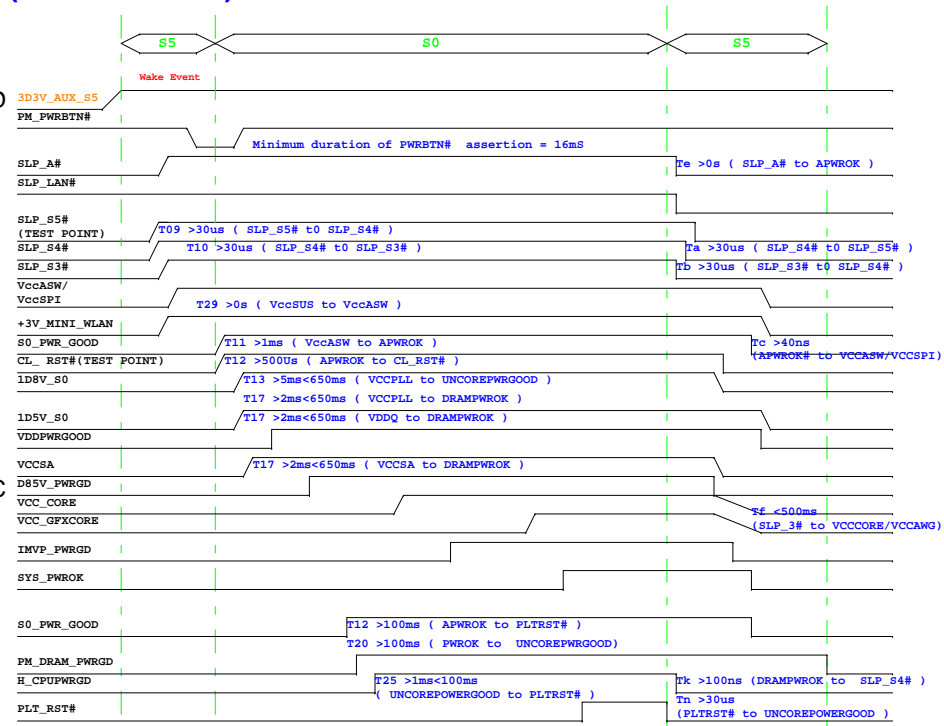 S5 S0 S5
Wake Event
3D3V_AUX_S5
PM_PWRBTN#
Minimum duration of PWRBTN# assertion = 16mS
SLP_A#
Te >0s ( SLP_A# to APWROK )
SLP_LAN#
SLP_S5#
(TEST POINT)
T09 >30us ( SLP_S5# t0 SLP_S4# )
SLP_S4#
T10 >30us ( SLP_S4# t0 SLP_S3# )
Ta >30us ( SLP_S4# t0 SLP_S5# )
SLP_S3#
Tb >30us ( SLP_S3# t0 SLP_S4# )
VccASW/
VccSPI
T29 >0s ( VccSUS to VccASW )
+3V_MINI_WLAN
S0_PWR_GOOD
T11 >1ms ( VccASW to APWROK )
Tc >40ns
(APWROK# to VCCASW/VCCSPI)
CL_ RST#(TEST POINT)
T12 >500Us ( APWROK to CL_RST# )
1D8V_S0
T13 >5ms<650ms ( VCCPLL to UNCOREPWRGOOD )
T17 >2ms<650ms ( VCCPLL to DRAMPWROK )
1D5V_S0
T17 >2ms<650ms ( VDDQ to DRAMPWROK )
VDDPWRGOOD
VCCSA
T17 >2ms<650ms ( VCCSA to DRAMPWROK )
D85V_PWRGD
C
VCC_CORE
Tf <500ms
(SLP_3# to VCCCORE/VCCAWG)
VCC_GFXCORE
IMVP_PWRGD
SYS_PWROK
S0_PWR_GOOD
T12 >100ms ( APWROK to PLTRST# )
T20 >100ms ( PWROK to UNCOREPWRGOOD)
PM_DRAM_PWRGD
H_CPUPWRGD
T25 >1ms<100ms
( UNCOREPOWERGOOD to PLTRST# )
Tk >100ns (DRAMPWROK to SLP_S4# )
PLT_RST#
Tn >30us
(PLTRST# to UNCOREPOWERGOOD )